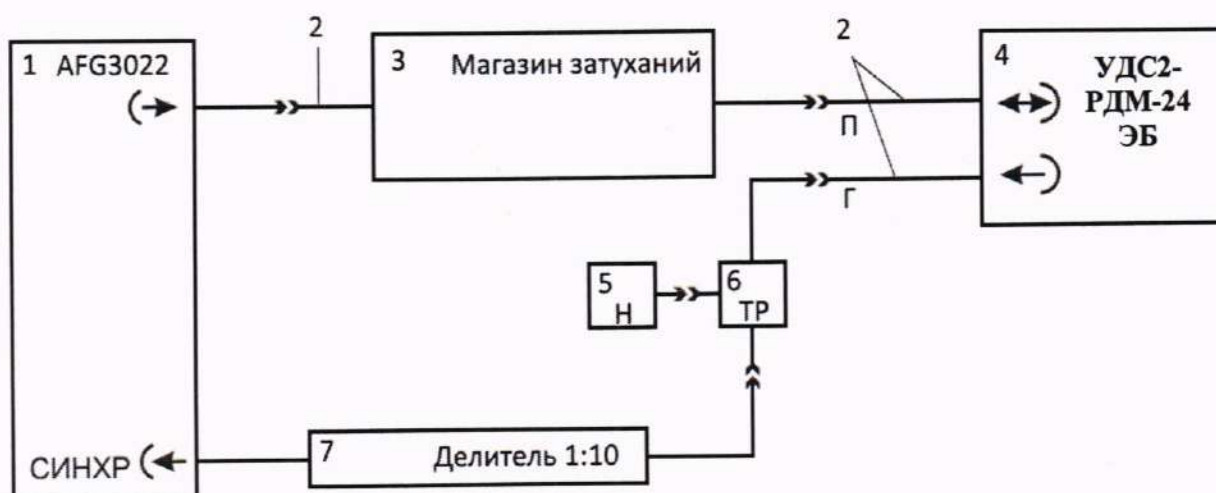 2
2
1 AFG3022
3 Магазин затуханий
4 УДС2-
РДМ-24
ЭБ
П
Г
5
Н
6
ТР
7 Делитель 1:10
СИНХР